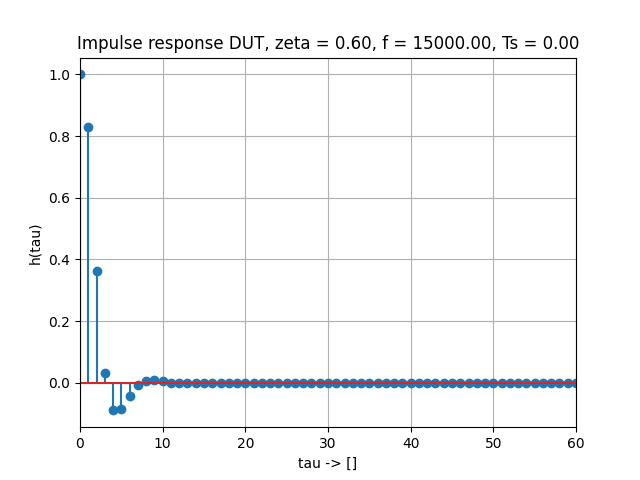 Impulse response DUT, zeta = 0.60, f = 15000.00, Ts = 0.00
1.0
0.8
0.6
0.4
0.2
0.0
h(tau)
0 10 20 30 40 50 60
tau -> []